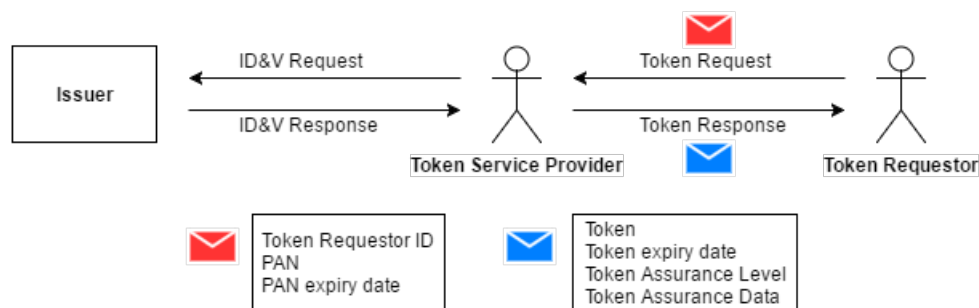 ID&V Request
Token Request
Issuer
ID&V Response
Token Response
Token Service Provider
Token Requestor
Token Requestor ID
PAN
PAN expiry date
Token
Token expiry date
Token Assurance Level
Token Assurance Data